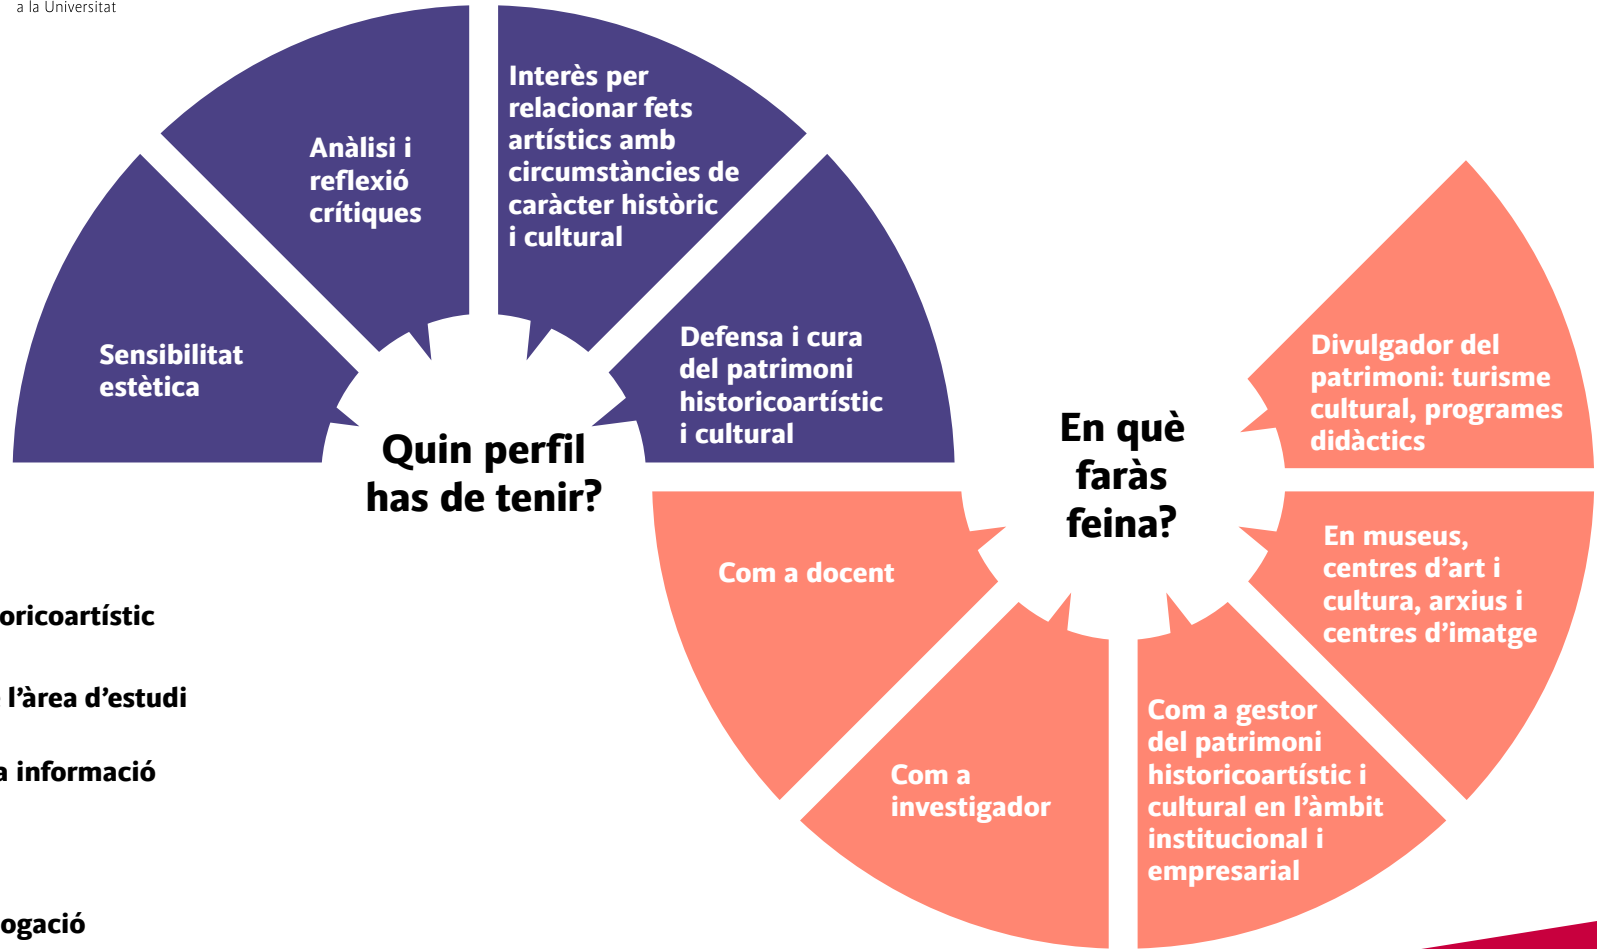 a la Universitat
Sensibilitat
estètica
Anàlisi i
reflexió
crítiques
Interès per
relacionar fets
artístics amb
circumstàncies de
caràcter històric
i cultural
Defensa i cura
del patrimoni
historicoartístic
i cultural
Quin perfil
has de tenir?
En què
faràs
feina?
Com a docent
Com a
investigador
Com a gestor
del patrimoni
historicoartístic i
cultural en l’àmbit
institucional i
empresarial
En museus,
centres d’art i
cultura, arxius i
centres d’imatge
Divulgador del
patrimoni: turisme
cultural, programes
didàctics
oricoartístic
l’àrea d’estudi
a informació
ogació